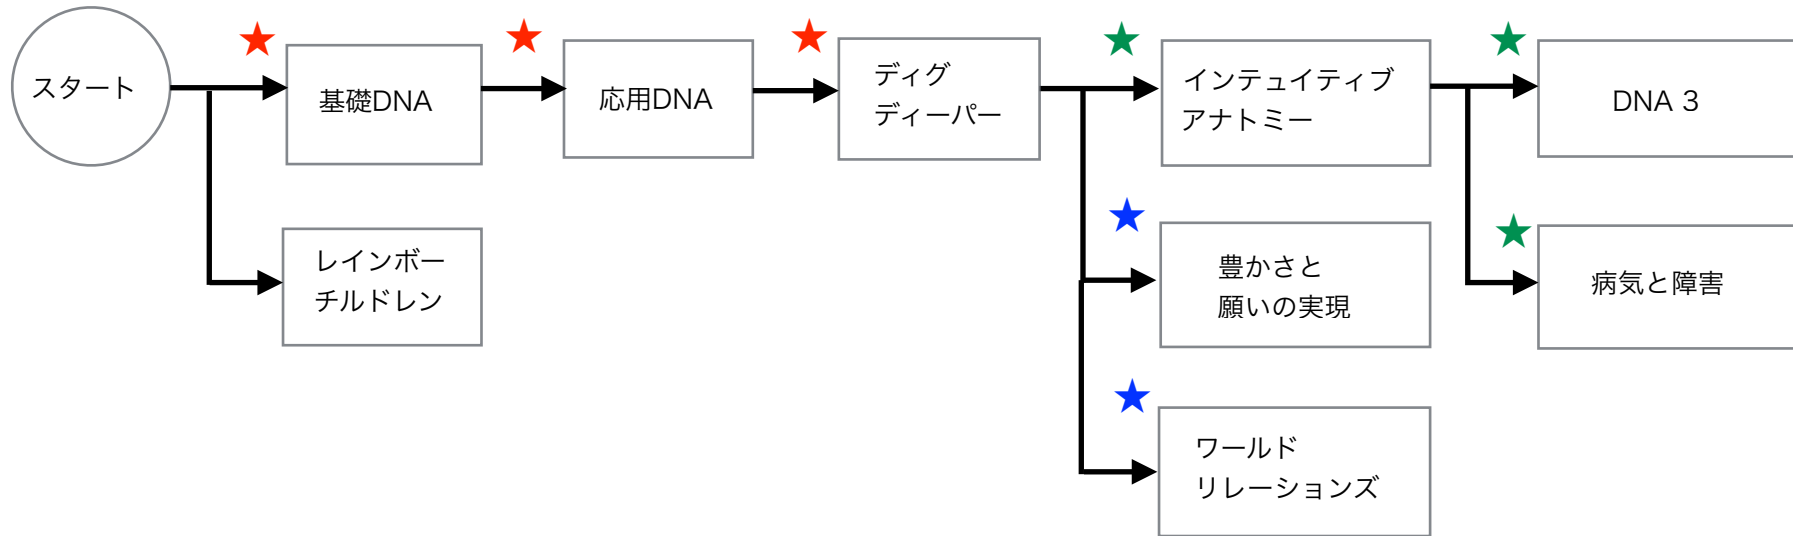 スタート
基礎DNA
応用DNA
ディグ
ディーパー
インテュイティブ
アナトミー
DNA 3
レインボー
チルドレン
豊かさと
願いの実現
病気と障害
ワールド
リレーションズ